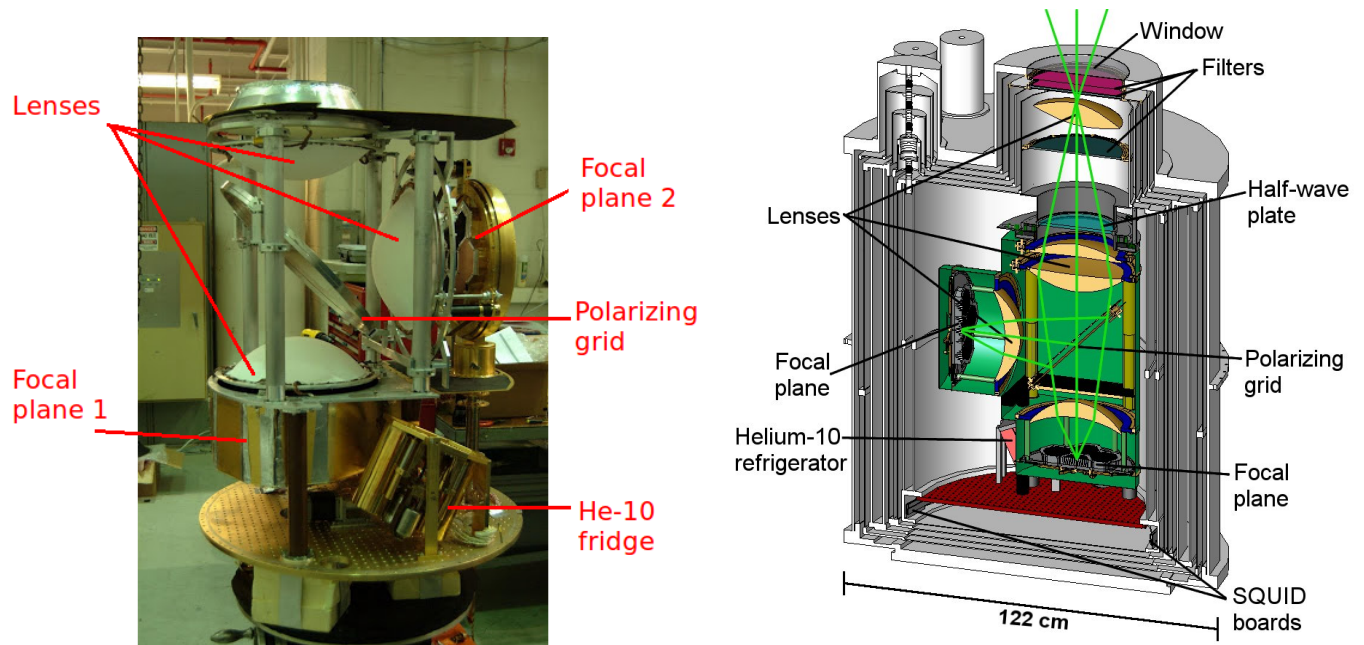 Lenses
Focal
plane 2
Polarizing
grid
Focal
plane 1
He-10
fridge
Window
Filters
Half-wave
plate
Lenses
Focal
plane
Polarizing
grid
Helium-10
refrigerator
Focal
plane
SQUID
boards
122 cm